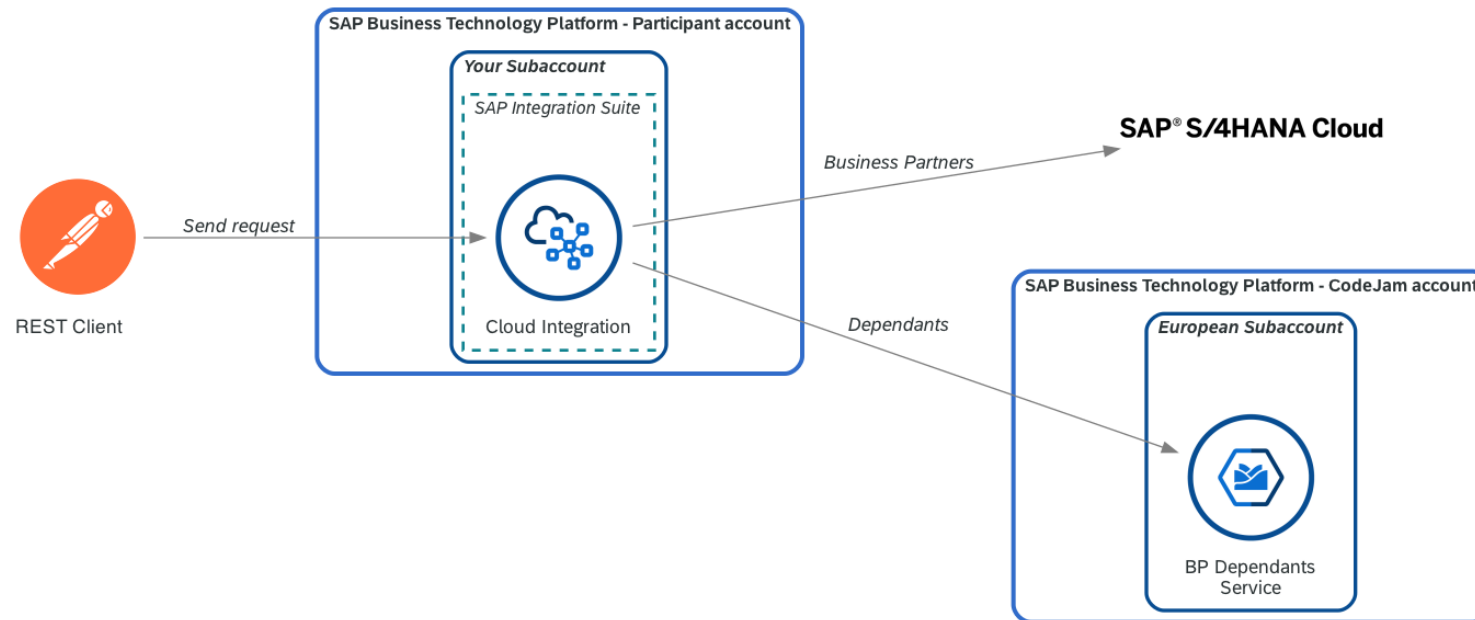 SAP Business Technology Platform - Participant account
Your Subaccount
SAP Integration Suite
SAP® S/4HANA Cloud
Business Partners
Send request
SAP Business Technology Platform - CodeJam account
REST Client
Cloud Integration
Dependants
European Subaccount
BP Dependants
Service